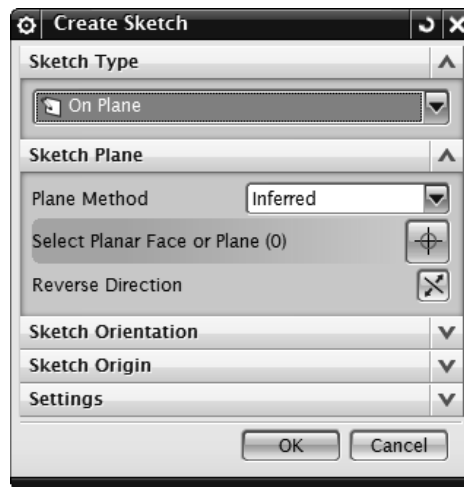 Create Sketch
Sketch Type
On Plane
Sketch Plane
Plane Method Inferred
Select Planar Face or Plane (0)
Reverse Direction
Sketch Orientation
Sketch Origin
Settings
OK Cancel